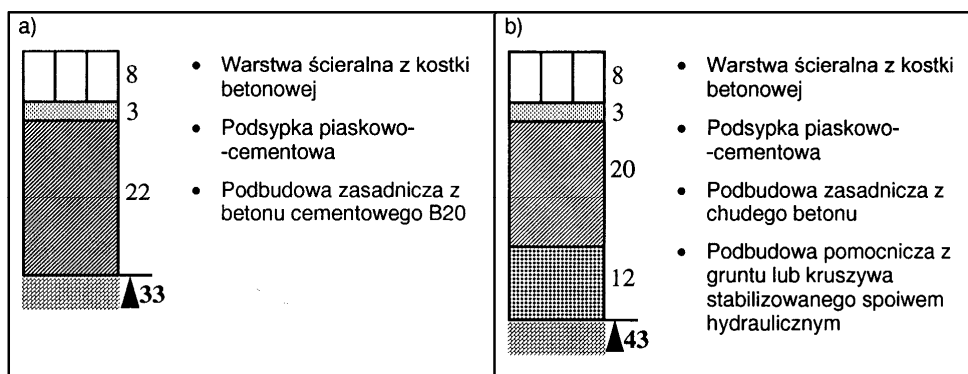 a)
8
3
22
33
• Warstwa ścieralna z kostki
betonowej
• Podsypka piaskowo-
-cementowa
• Podbudowa zasadnicza z
betonu cementowego B20
b)
8
3
20
12
43
• Warstwa ścieralna z kostki
betonowej
• Podsypka piaskowo-
-cementowa
• Podbudowa zasadnicza z
chudego betonu
• Podbudowa pomocnicza z
gruntu lub kruszywa
stabilizowanego spoiwem
hydraulicznym